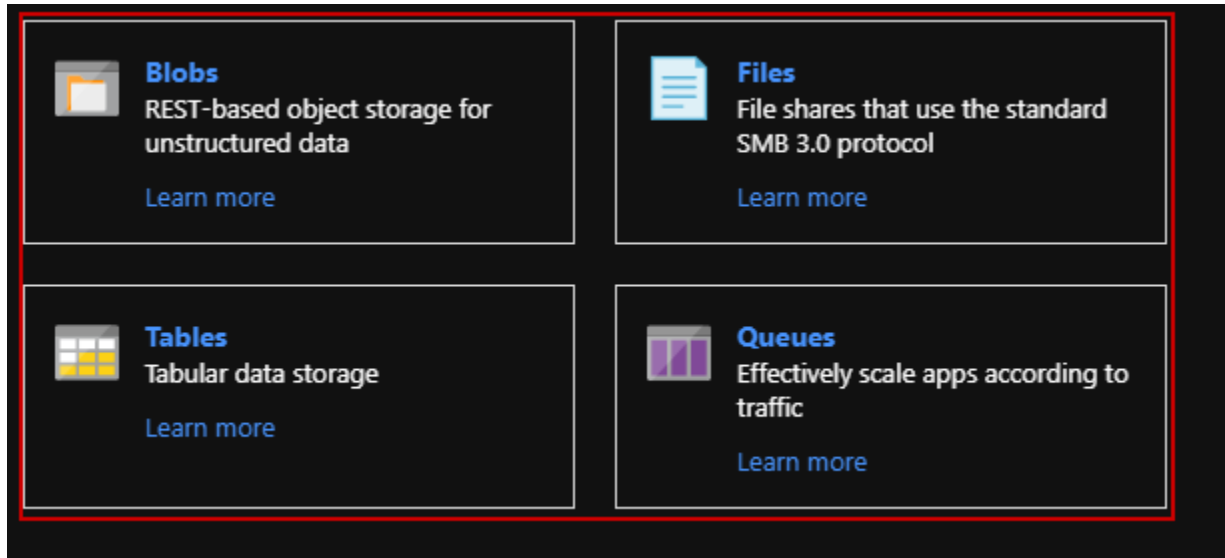 Blobs
REST-based object storage for
unstructured data
Learn more
Files
File shares that use the standard
SMB 3.0 protocol
Learn more
Tables
Tabular data storage
Learn more
Queues
Effectively scale apps according to
traffic
Learn more